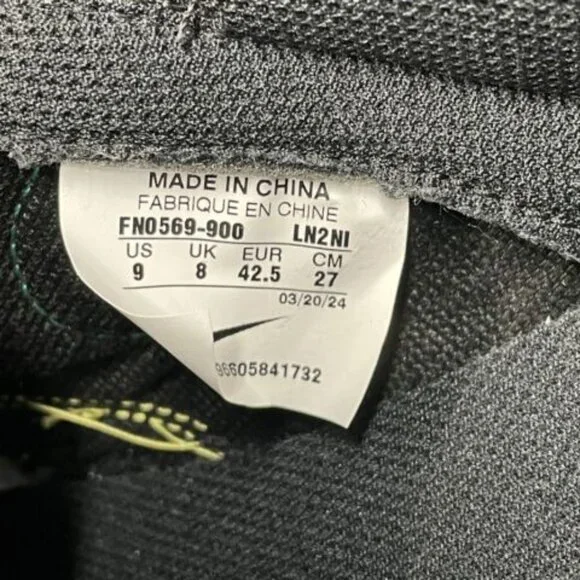 MADE IN CHINA
FABRIQUE EN CHINE
FN0569-900 LN2NI
US UK EUR CM
9 8 42.5 27
03/20/24
96605841732